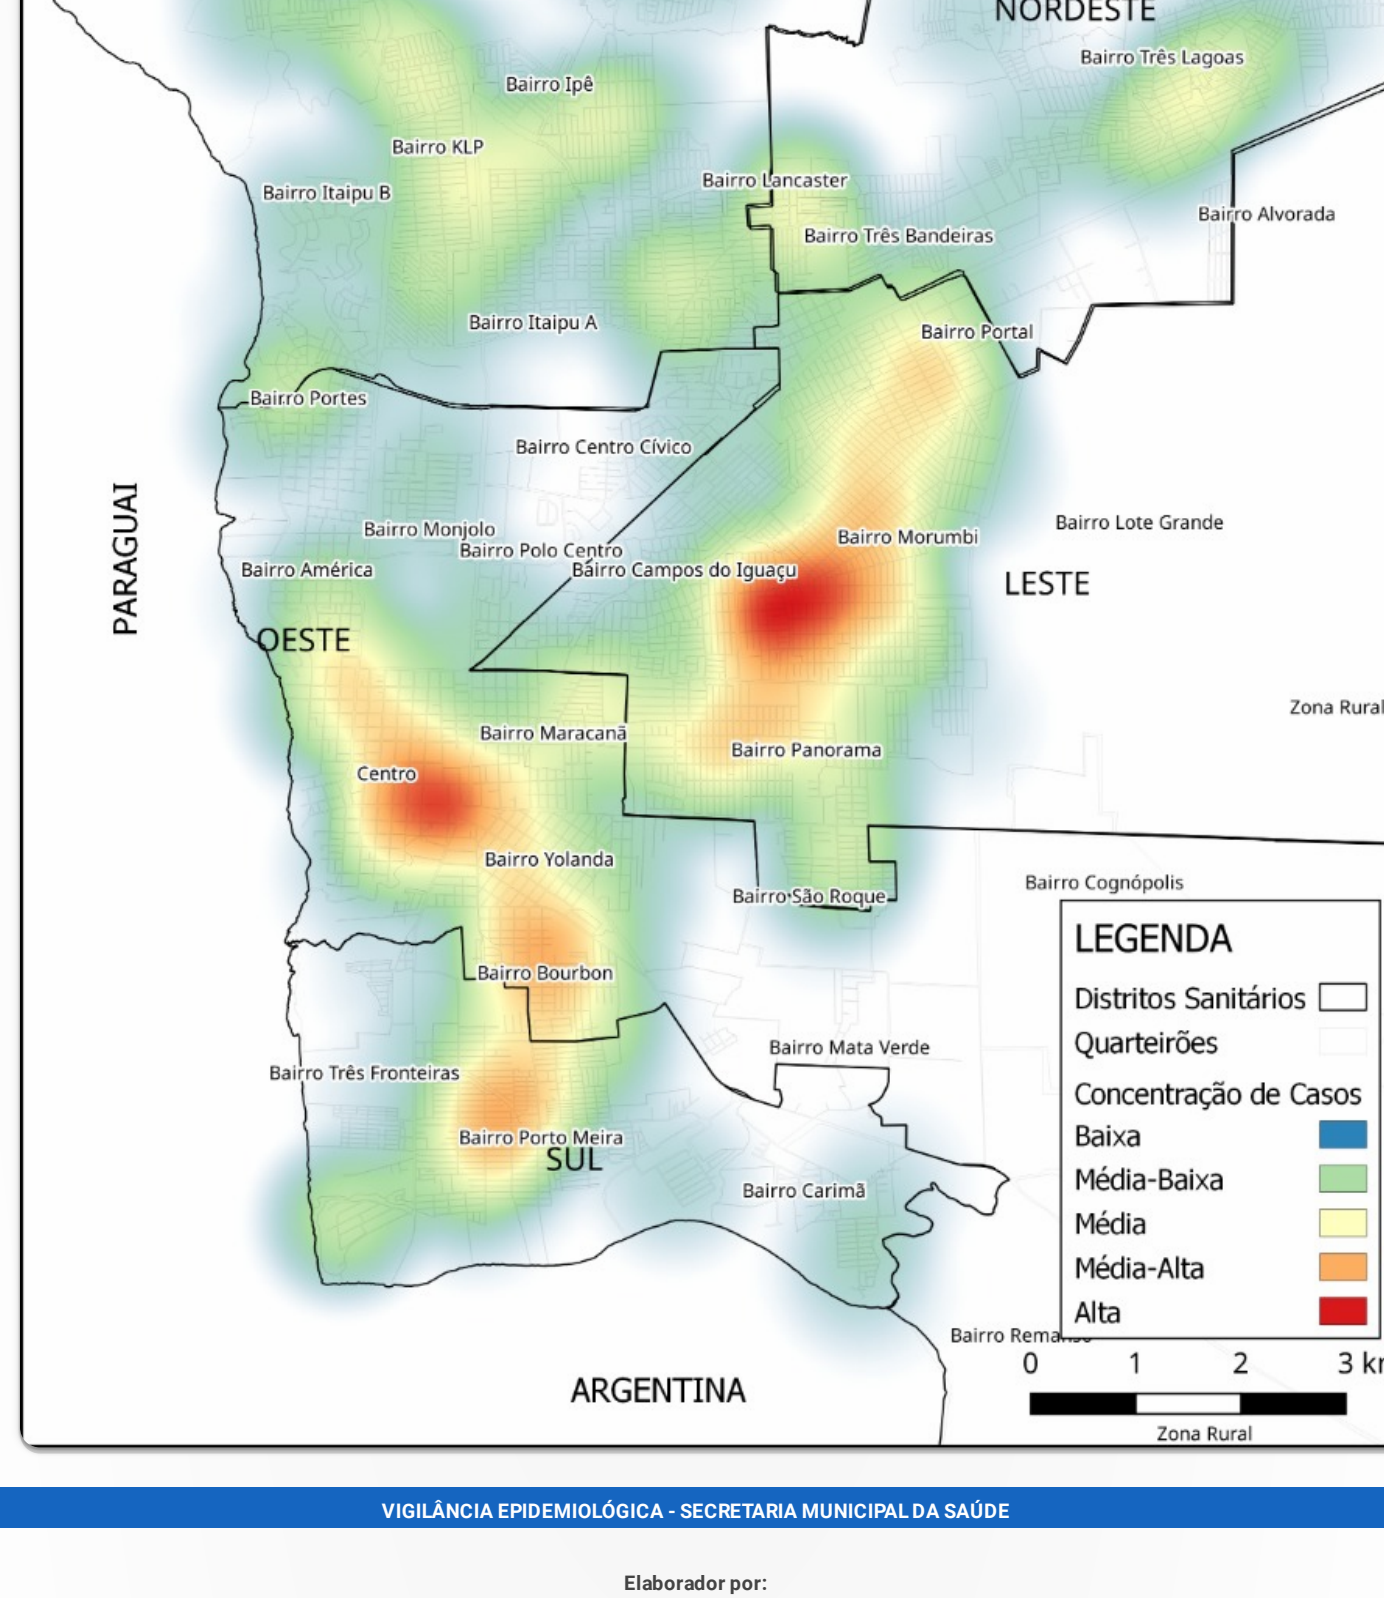 NORDESTE
Bairro Três Lagoas
Bairro Ipê
Bairro KLP
Bairro Lancaster
Bairro Itaipu B
Bairro Alvorada
Bairro Três Bandeiras
Bairro Itaipu A
Bairro Portal
Bairro Portes
Bairro Centro Cívico
PARAGUAI
Bairro Lote Grande
Bairro Monjolo
Bairro Morumbi
Bairro Polo Centro
Bairro América
Bairro Campos do Iguaçu
LESTE
OESTE
Zona Rural
Bairro Maracanã
Bairro Panorama
Centro
Bairro Yolanda
Bairro Cognópolis
Bairro São Roque
LEGENDA
Bairro Bourbon
Distritos Sanitários
Quarteirões
Bairro Mata Verde
Bairro Três Fronteiras
Concentração de Casos
Baixa
Bairro Porto Meira
SUL
Média-Baixa
Bairro Carimã
Média
Média-Alta
Alta
Bairro
0 1 2 3
ARGENTINA
Zona Rural
VIGILÂNCIA EPIDEMIOLÓGICA - SECRETARIA MUNICIPAL DA SAÚDE
Elaborador por: